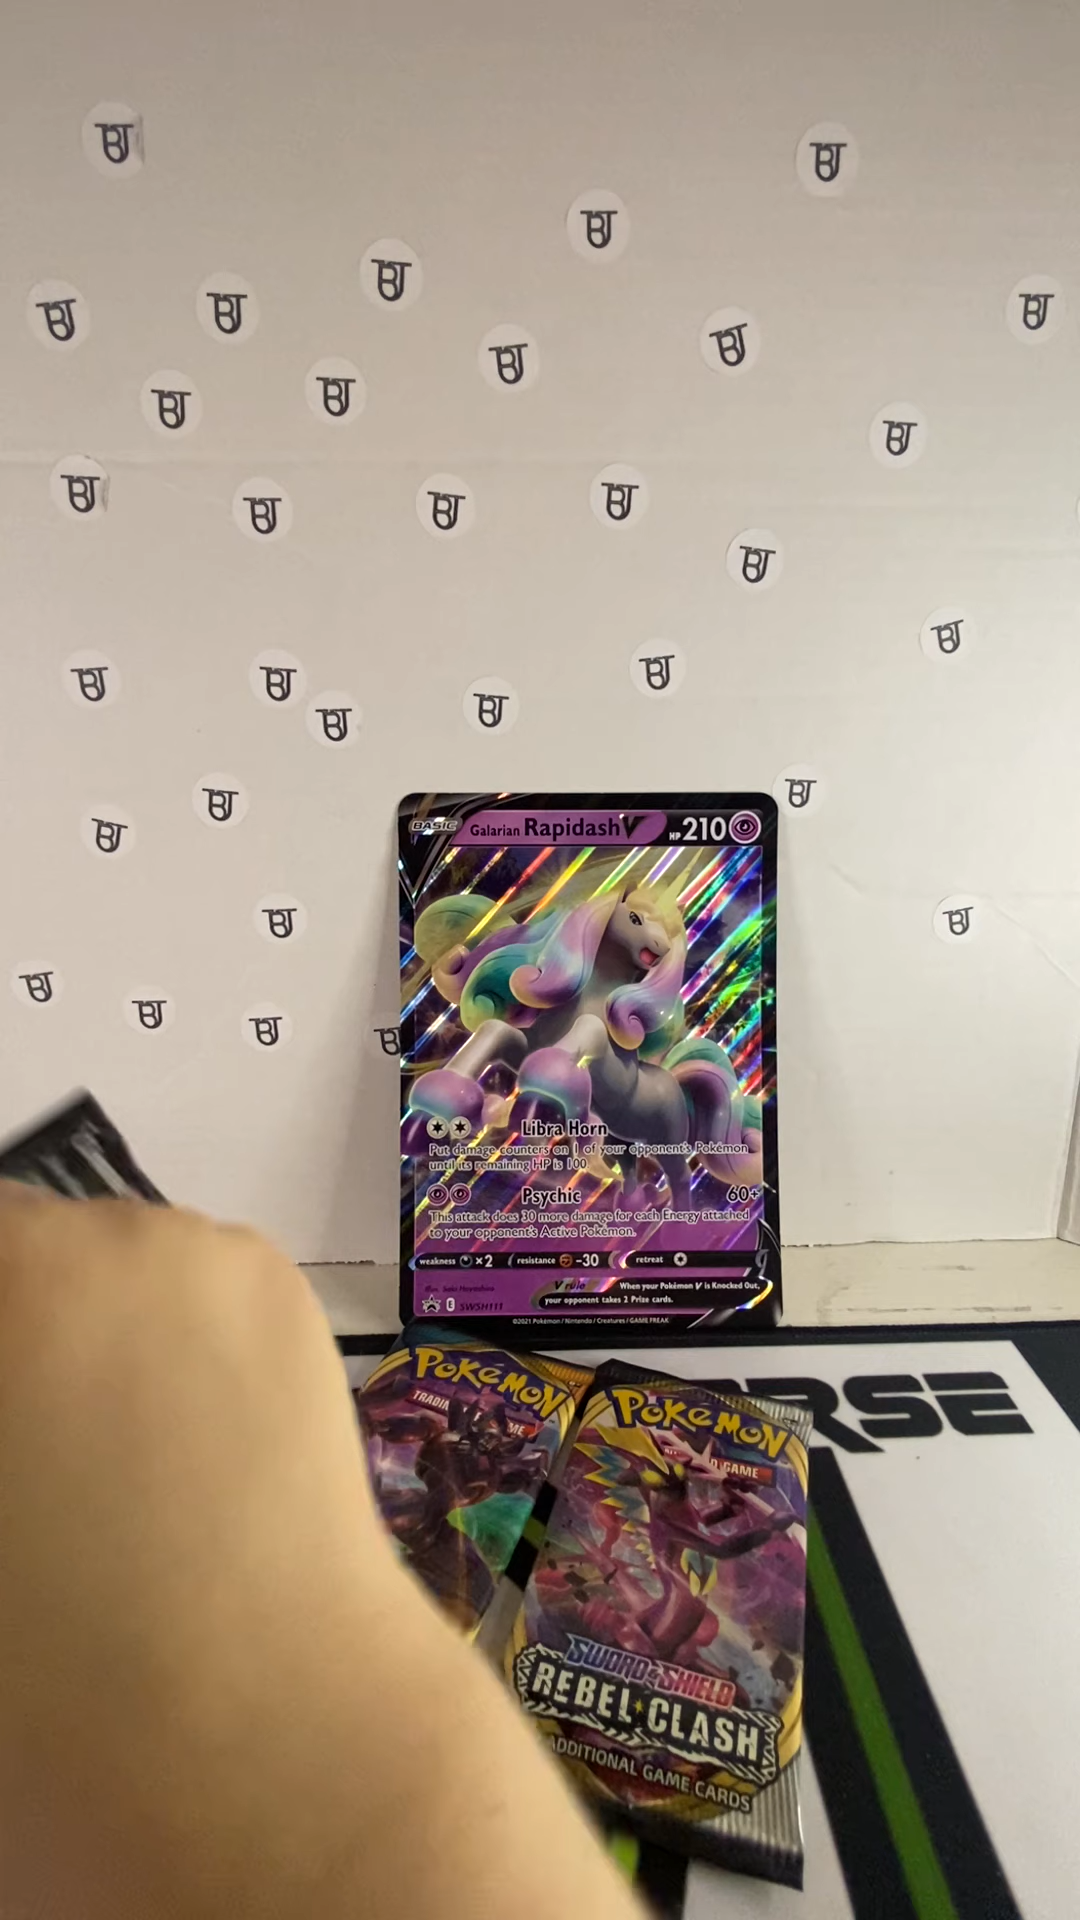 BASIC Galarian Rapidash V HP 210
Libra Horn
Put damage counters on 1 of your opponent's Pokémon
until its remaining HP is 100.
Psychic 60+
This attack does 30 more damage for each Energy attached
to your opponent's Active Pokémon.
weakness ×2 resistance -30 retreat
V rule When your Pokémon V is Knocked Out,
your opponent takes 2 Prize cards.
E SWSH111
©2021 Pokémon / Nintendo / Creatures / GAME FREAK
POKéMON
POKéMON
GAME
RSE
SWORD & SHIELD
REBEL CLASH
ADDITIONAL GAME CARDS